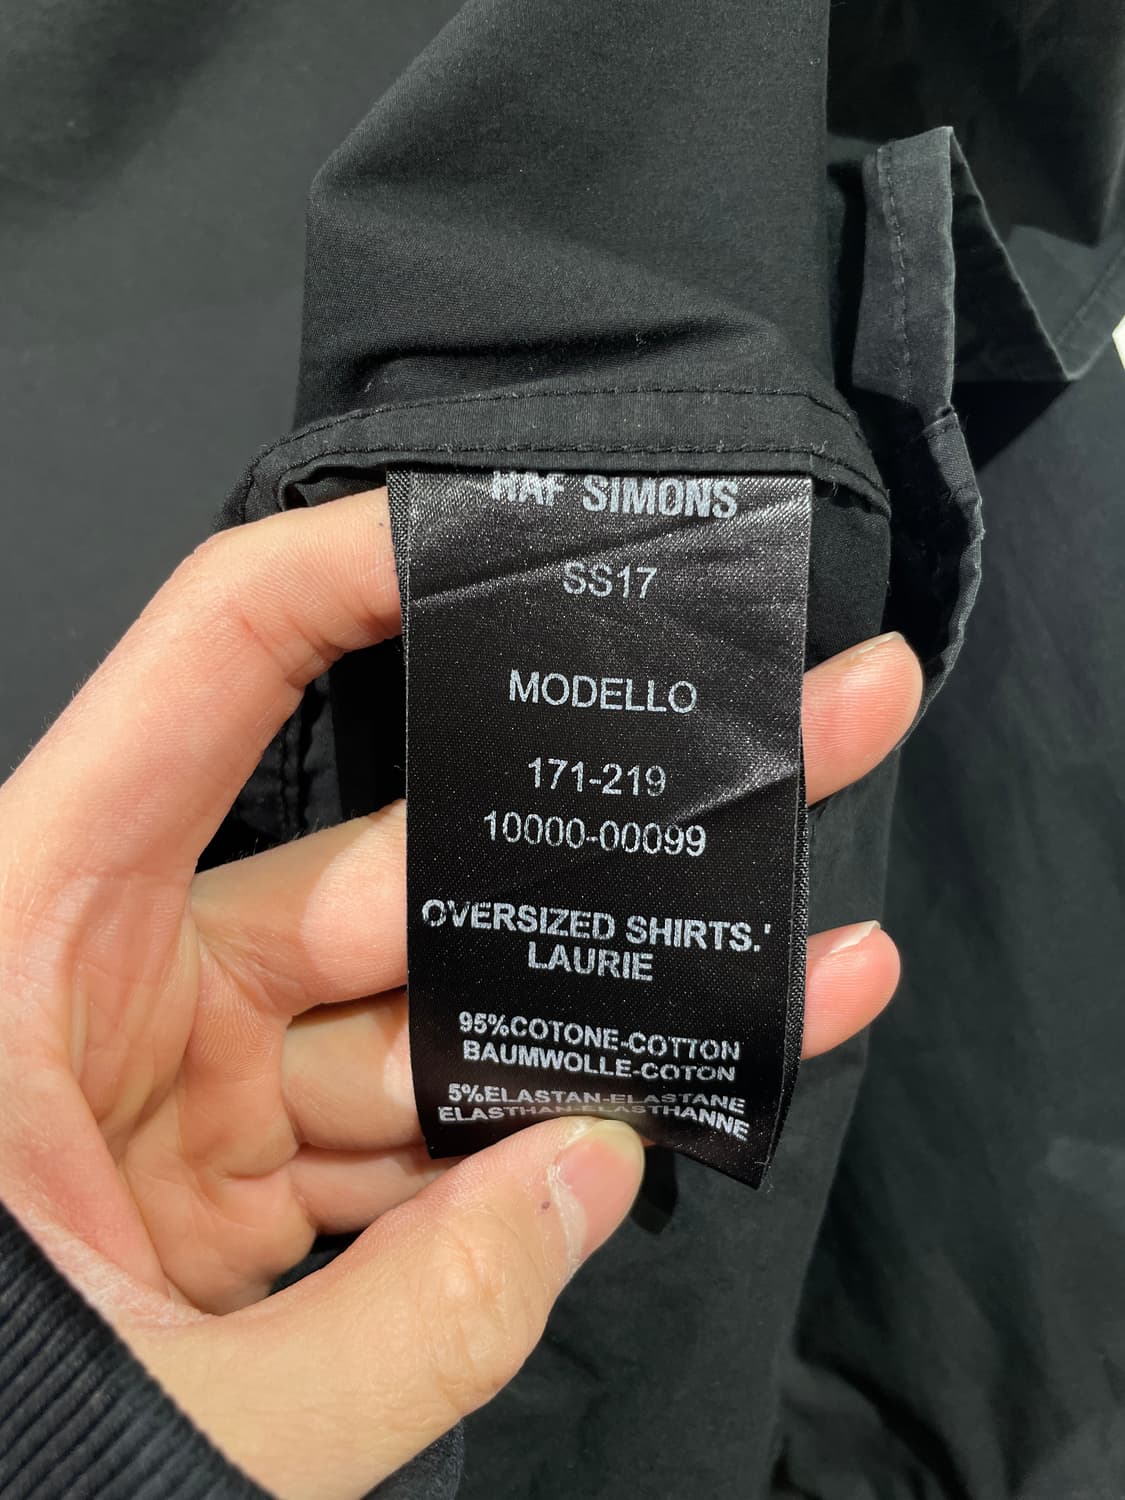 RAF SIMONS
SS17
MODELLO
171-219
10000-00099
OVERSIZED SHIRTS.'
LAURIE
95%COTONE-COTTON
BAUMWOLLE-COTON
5%ELASTAN-ELASTANE
ELASTHAN-ELASTHANNE